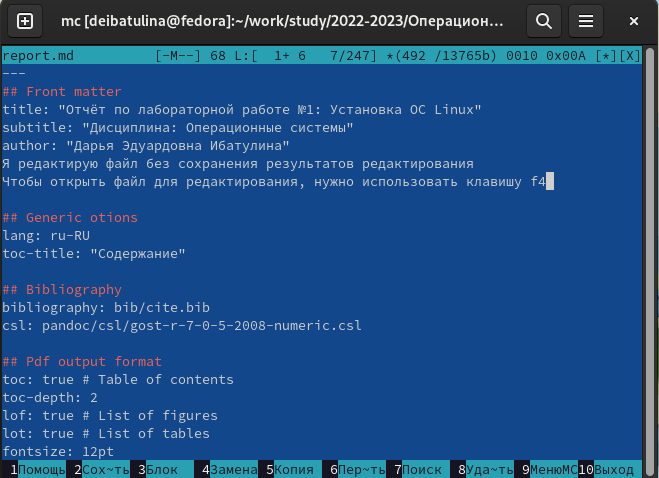 mc [deibatulina@fedora]:~/work/study/2022-2023/Операцион...
report.md [-M--] 68 L:[ 1+ 6 7/247] *(492 /13765b) 0010 0x00A [*][X]
---
## Front matter
title: "Отчёт по лабораторной работе №1: Установка ОС Linux"
subtitle: "Дисциплина: Операционные системы"
author: "Дарья Эдуардовна Ибатулина"
Я редактирую файл без сохранения результатов редактирования
Чтобы открыть файл для редактирования, нужно использовать клавишу f4
## Generic otions
lang: ru-RU
toc-title: "Содержание"
## Bibliography
bibliography: bib/cite.bib
csl: pandoc/csl/gost-r-7-0-5-2008-numeric.csl
## Pdf output format
toc: true # Table of contents
toc-depth: 2
lof: true # List of figures
lot: true # List of tables
fontsize: 12pt
1Помощь 2Сох~ть 3Блок 4Замена 5Копия 6Пер~ть 7Поиск 8Уда~ть 9МенюMC 10Выход